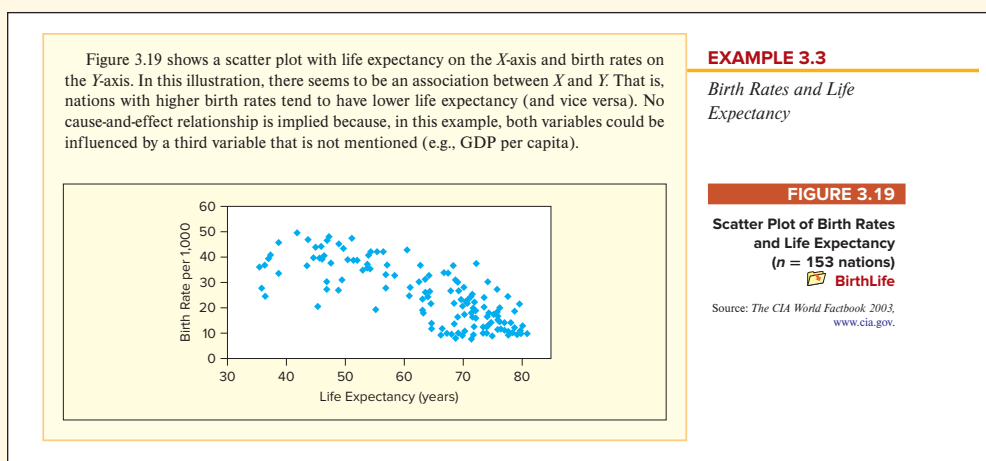 Figure 3.19 shows a scatter plot with life expectancy on the X-axis and birth rates on
the Y-axis. In this illustration, there seems to be an association between X and Y. That is,
nations with higher birth rates tend to have lower life expectancy (and vice versa). No
cause-and-effect relationship is implied because, in this example, both variables could be
influenced by a third variable that is not mentioned (e.g., GDP per capita).
EXAMPLE 3.3
Birth Rates and Life
Expectancy
FIGURE 3.19
Scatter Plot of Birth Rates
and Life Expectancy
(n = 153 nations)
BirthLife
Source: The CIA World Factbook 2003,
www.cia.gov.
Birth Rate per 1,000
60
50
40
30
20
10
0
30 40 50 60 70 80
Life Expectancy (years)